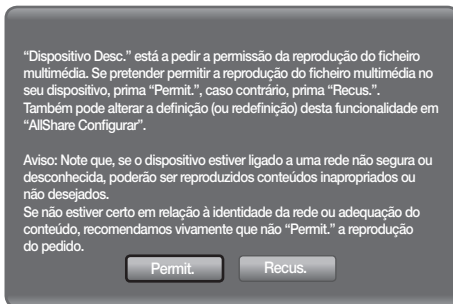 “Dispositivo Desc.” está a pedir a permissão da reprodução do ficheiro
multimédia. Se pretender permitir a reprodução do ficheiro multimédia no
seu dispositivo, prima “Permit.”, caso contrário, prima “Recus.”.
Também pode alterar a definição (ou redefinição) desta funcionalidade em
“AllShare Configurar”.
Aviso: Note que, se o dispositivo estiver ligado a uma rede não segura ou
desconhecida, poderão ser reproduzidos conteúdos inapropriados ou
não desejados.
Se não estiver certo em relação à identidade da rede ou adequação do
conteúdo, recomendamos vivamente que não “Permit.” a reprodução
do pedido.
Permit. Recus.